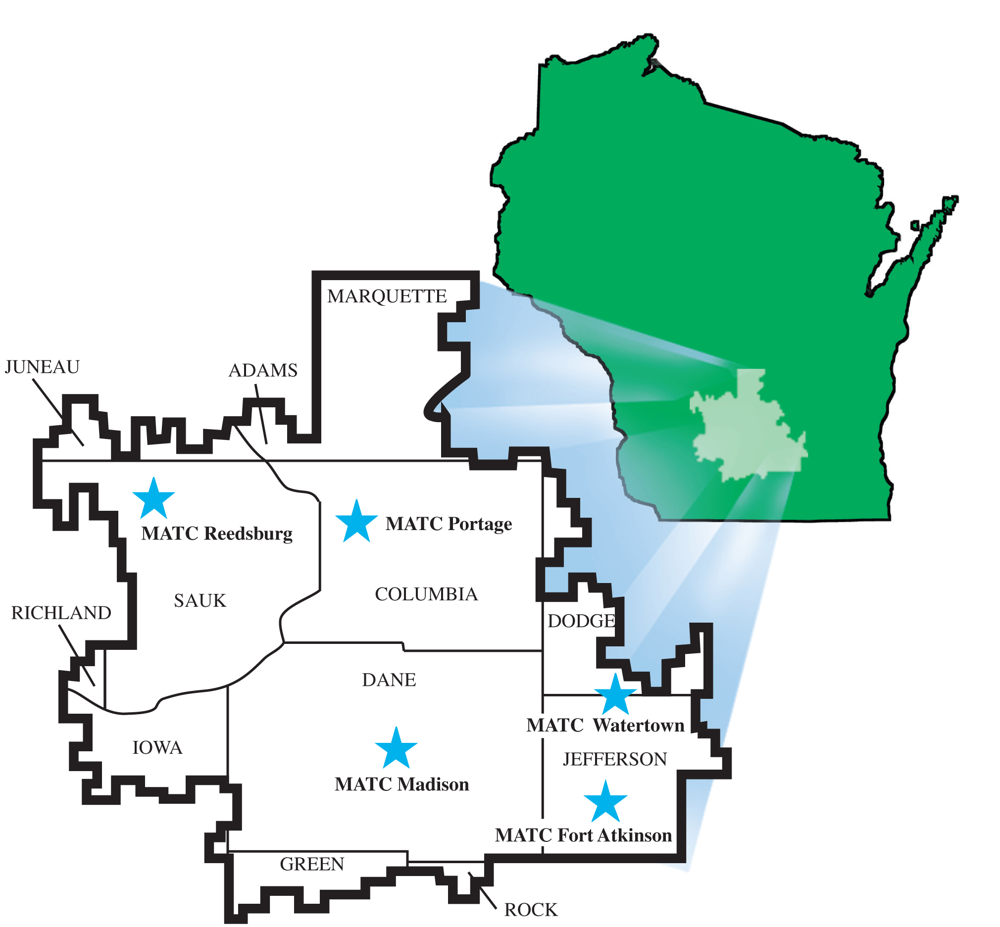 MARQUETTE
JUNEAU
ADAMS
MATC Reedsburg
MATC Portage
SAUK
COLUMBIA
RICHLAND
DODGE
DANE
MATC Watertown
IOWA
JEFFERSON
MATC Madison
MATC Fort Atkinson
GREEN
ROCK